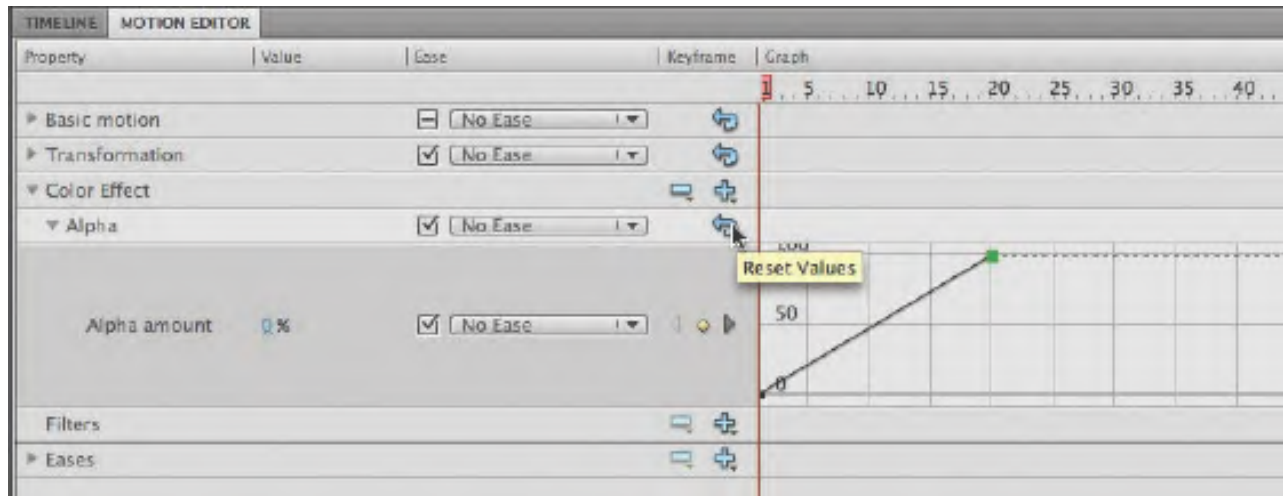 TIMELINE MOTION EDITOR
Property Value Ease Keyframe Graph
1 5 10 15 20 25 30 35 40
Basic motion No Ease
Transformation No Ease
Color Effect
Alpha No Ease
100
Reset Values
50
Alpha amount 0 % No Ease
0
Filters
Eases